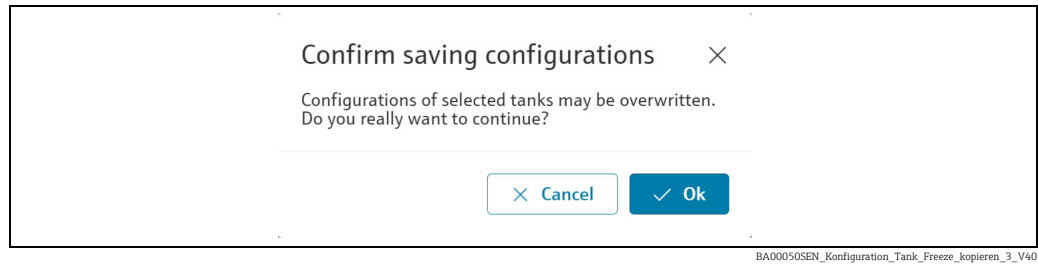 Confirm saving configurations
Configurations of selected tanks may be overwritten.
Do you really want to continue?
Cancel
Ok
BA00050SEN_Konfiguration_Tank_Freeze_kopieren_3_V40